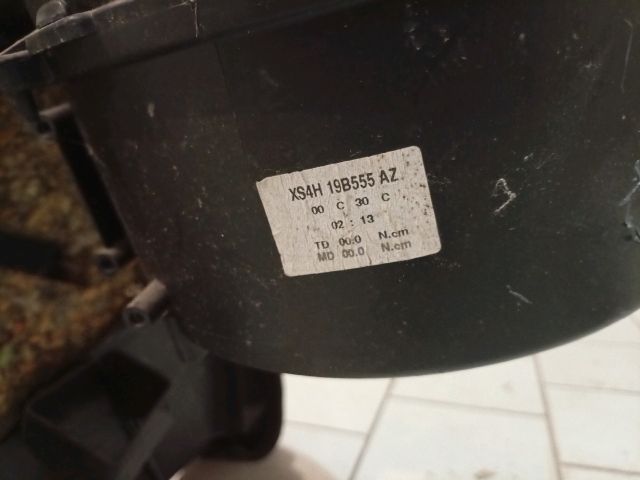 XS4H 19B555 AZ
00 C 30 C
02 : 13
TD 00.0 N.cm
MD 00.0 N.cm